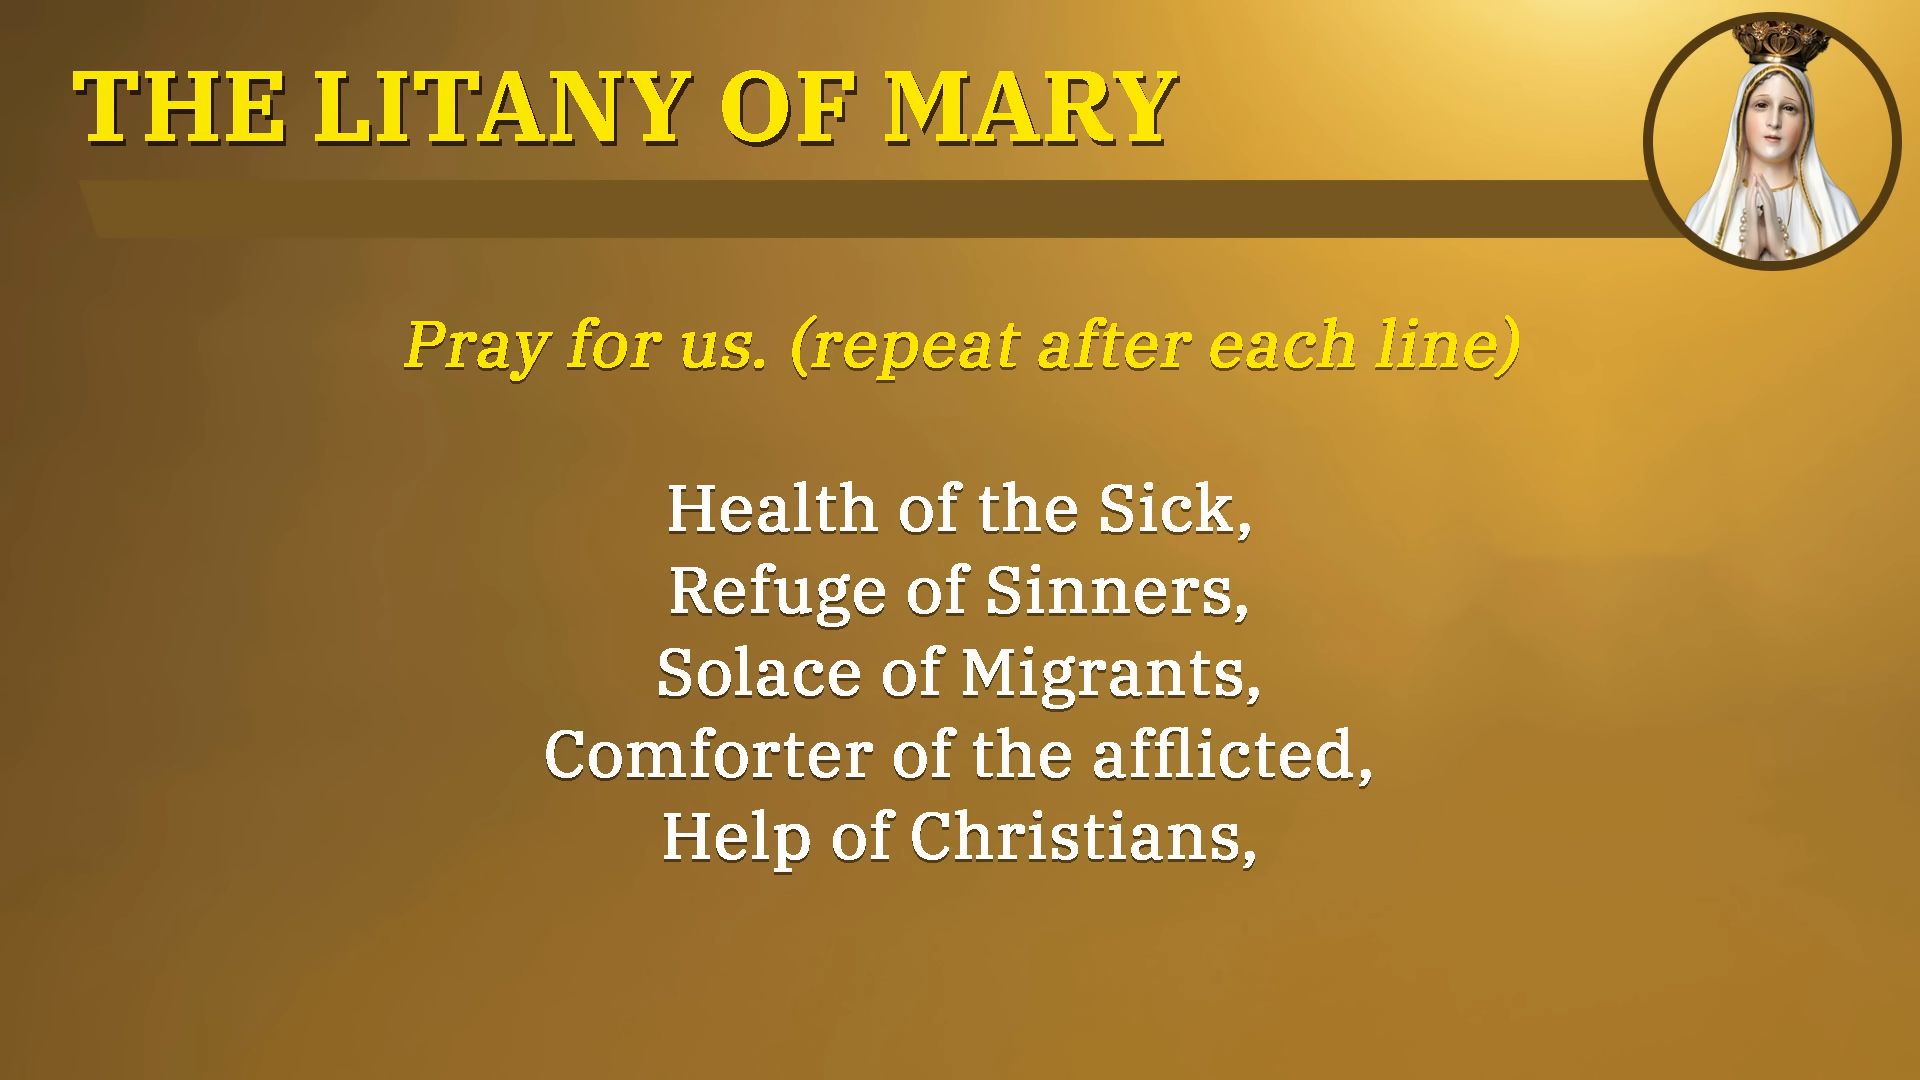 THE LITANY OF MARY
Pray for us. (repeat after each line)
Health of the Sick,
Refuge of Sinners,
Solace of Migrants,
Comforter of the afflicted,
Help of Christians,